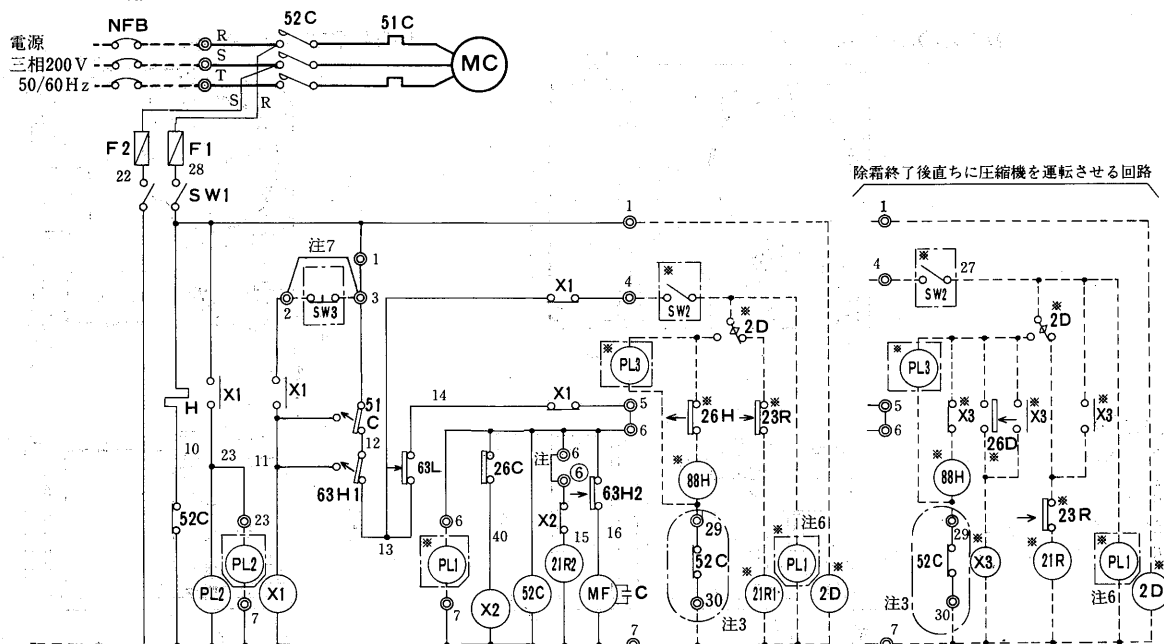 NFB
52C
51C
電源
三相200V
50/60Hz
R
S
T
MC
S
R
F2
F1
22
28
SW1
除霜終了後直ちに圧縮機を運転させる回路
1
注7
1
2
3
SW3
X1
4
※
SW2
※
2D
※
PL3
X1
X1
51
C
14
X1
5
6
※
26H
※
23R
H
10
23
11
12
63H1
63L
26C
注
6
⑥
63H2
※
88H
X2
15
16
13
40
52C
23
※
PL2
PL2
7
X1
6
※
PL1
7
X2
52C
21R2
MF
C
29
52C
30
注3
※
21R1
※
PL1
注6
※
2D
7
1
4
※
SW2
27
※
2D
※
PL3
5
6
※
X3
※
X3
26D
※
※
X3
※
88H
※
23R
29
52C
30
注3
※
X3
※
21R
※
PL1
注6
※
2D
7